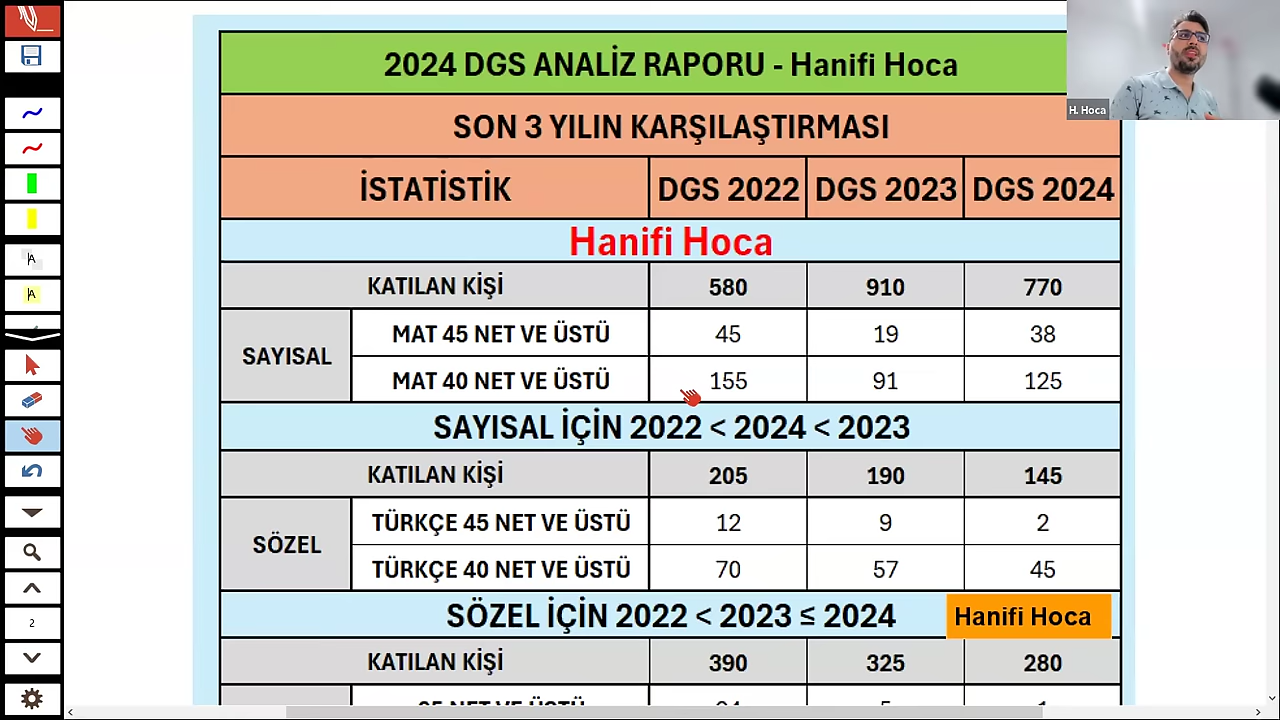 2024 DGS ANALİZ RAPORU - Hanifi Hoca
H. Hoca
SON 3 YILIN KARŞILAŞTIRMASI
İSTATİSTİK DGS 2022 DGS 2023 DGS 2024
Hanifi Hoca
KATILAN KİŞİ 580 910 770
SAYISAL
MAT 45 NET VE ÜSTÜ 45 19 38
MAT 40 NET VE ÜSTÜ 155 91 125
SAYISAL İÇİN 2022 < 2024 < 2023
KATILAN KİŞİ 205 190 145
SÖZEL
TÜRKÇE 45 NET VE ÜSTÜ 12 9 2
TÜRKÇE 40 NET VE ÜSTÜ 70 57 45
SÖZEL İÇİN 2022 < 2023 ≤ 2024
Hanifi Hoca
KATILAN KİŞİ 390 325 280
A
A
2